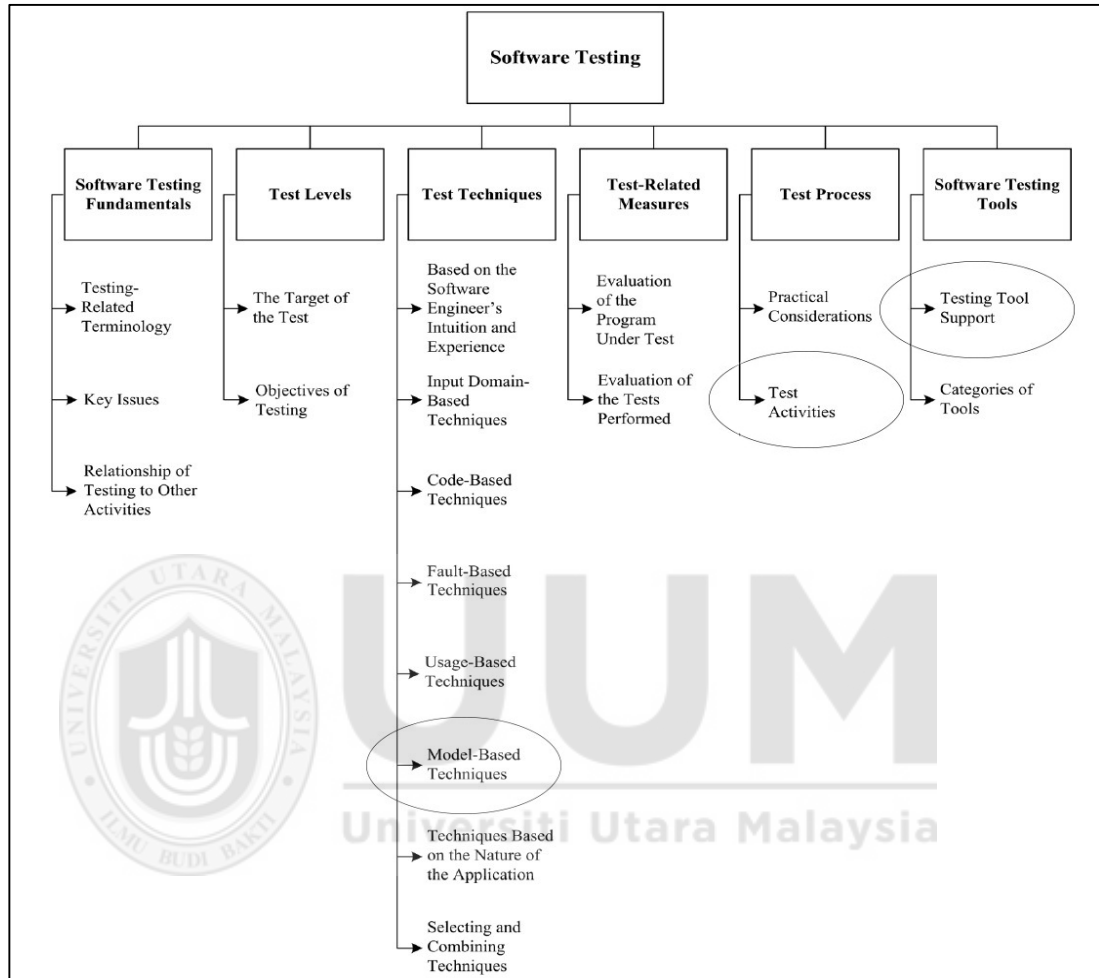 Software Testing
Software Testing
Fundamentals
Testing-
Related
Terminology
Key Issues
Relationship of
Testing to Other
Activities
Test Levels
The Target of
the Test
Objectives of
Testing
Test Techniques
Based on the
Software
Engineer's
Intuition and
Experience
Input Domain-
Based
Techniques
Code-Based
Techniques
Fault-Based
Techniques
Usage-Based
Techniques
Model-Based
Techniques
Techniques Based
on the Nature of
the Application
Selecting and
Combining
Techniques
Test-Related
Measures
Evaluation
of the
Program
Under Test
Evaluation of
the Tests
Performed
Test Process
Practical
Considerations
Test
Activities
Software Testing
Tools
Testing Tool
Support
Categories of
Tools
UNIVERSITI UTARA MALAYSIA
ILMU BUDI BAKTI
UUM
Universiti Utara Malaysia